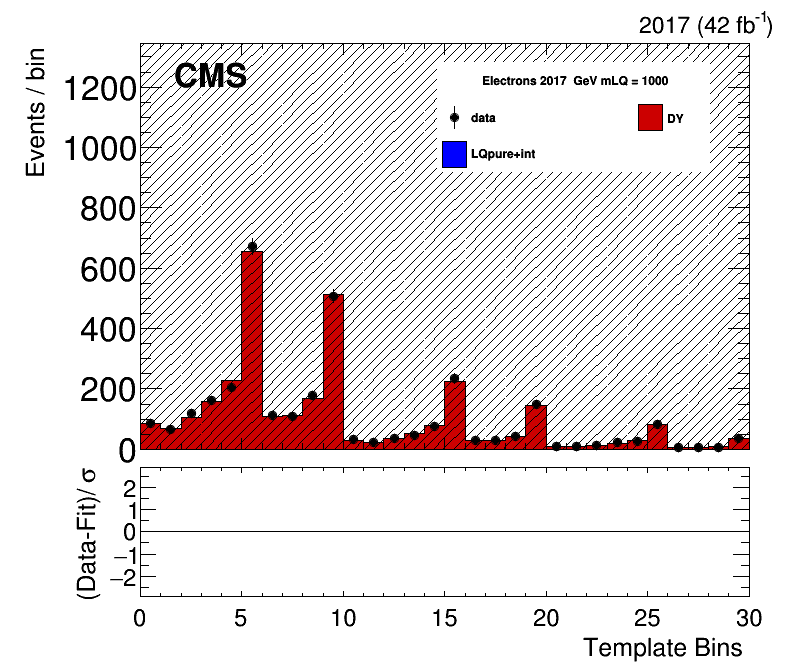 2017 (42 fb-1)
Events / bin
CMS
Electrons 2017 GeV mLQ = 1000
data
DY
LQpure+int
1200
1000
800
600
400
200
0
(Data-Fit)/ σ
2
1
0
−1
−2
0 5 10 15 20 25 30
Template Bins